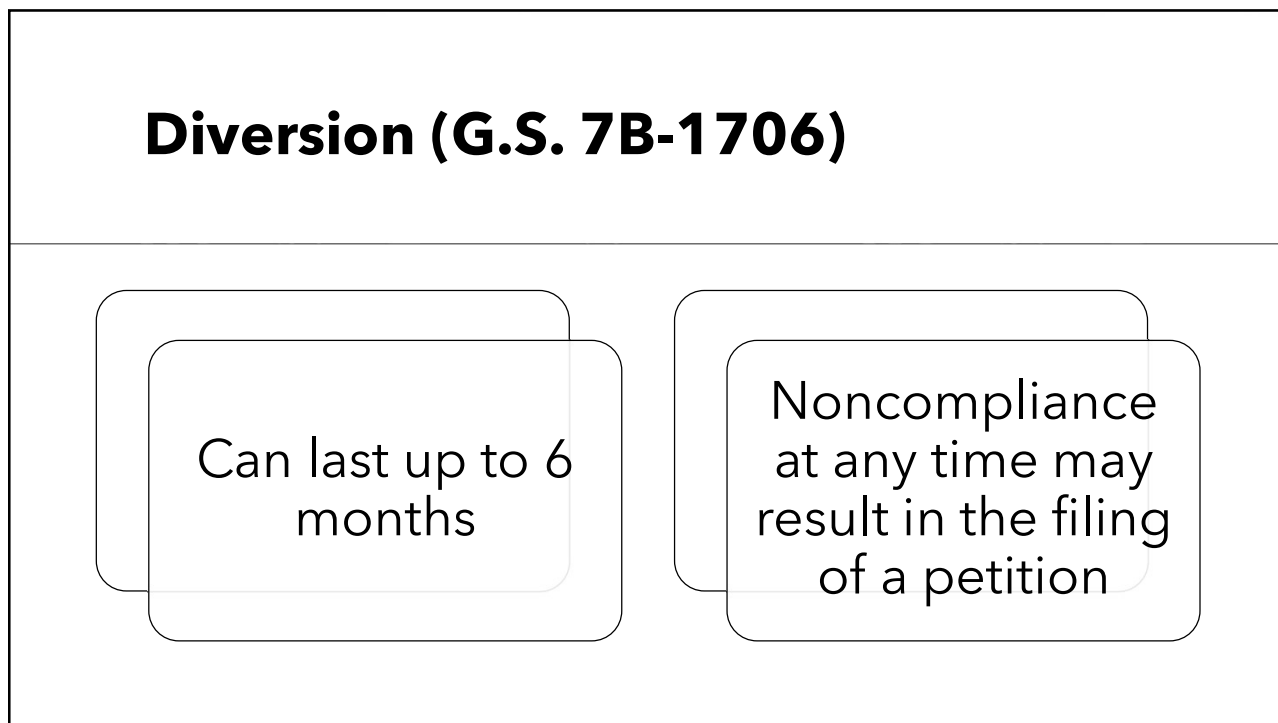 Diversion (G.S. 7B-1706)
Can last up to 6
months
Noncompliance
at any time may
result in the filing
of a petition